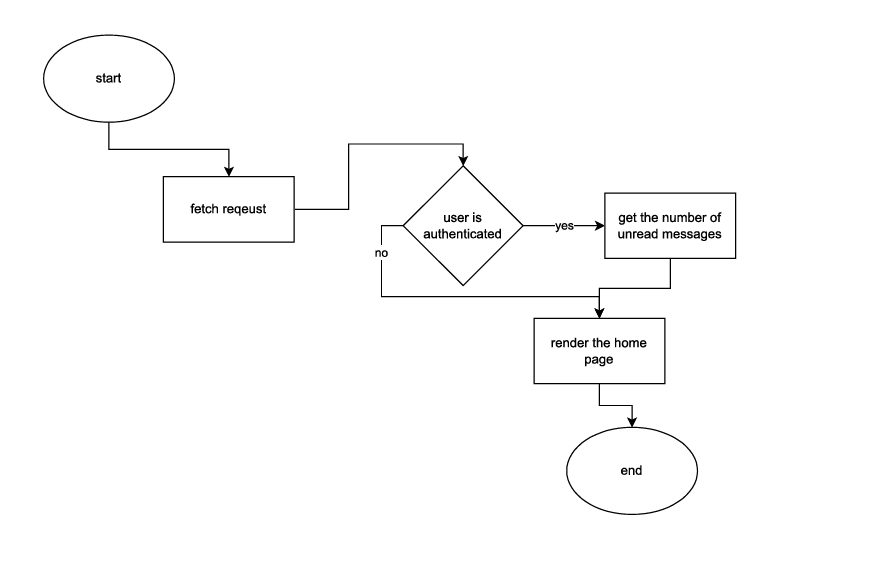 start
fetch reqeust
user is
authenticated
yes
get the number of
unread messages
no
render the home
page
end